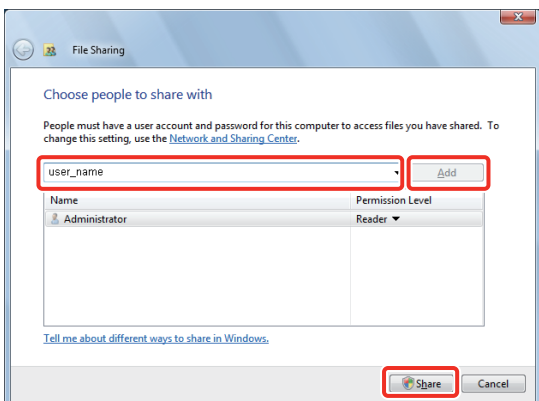 File Sharing
Choose people to share with
People must have a user account and password for this computer to access files you have shared. To
change this setting, use the Network and Sharing Center.
user_name
Add
Name Permission Level
Administrator Reader
Tell me about different ways to share in Windows.
Share Cancel